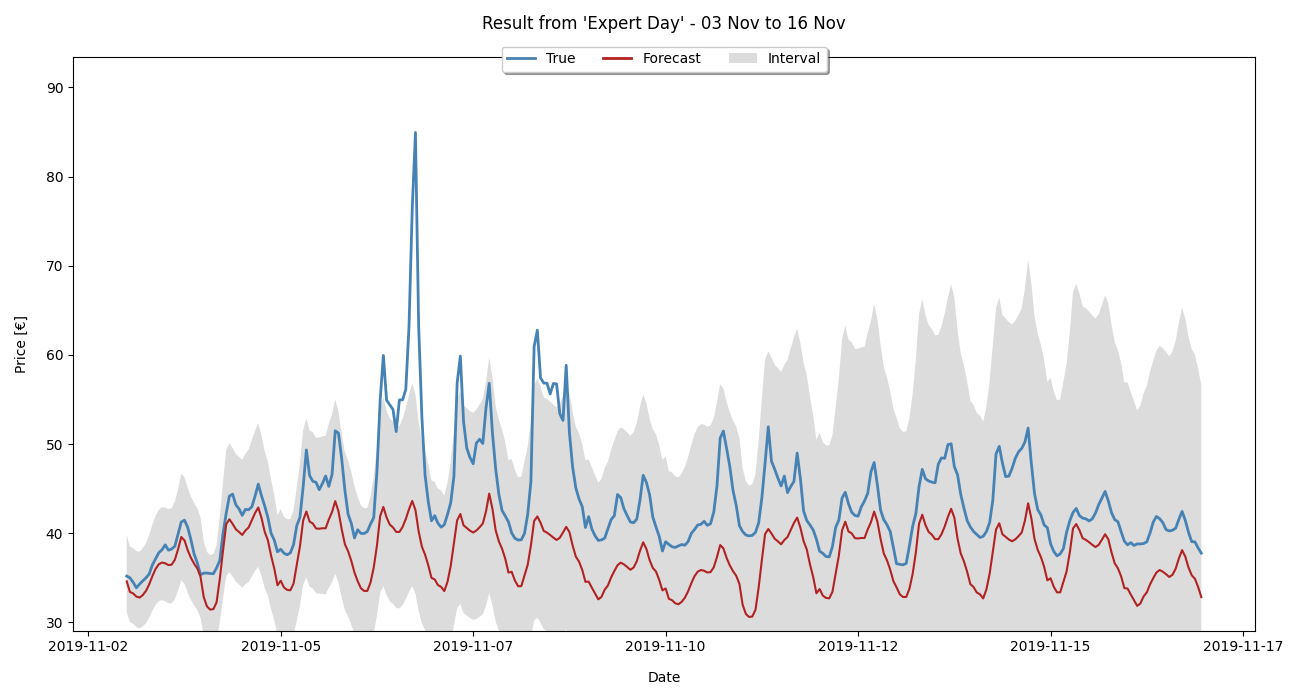 Result from 'Expert Day' - 03 Nov to 16 Nov
True Forecast Interval
90
80
70
60
50
40
30
Price [€]
2019-11-02 2019-11-05 2019-11-07 2019-11-10 2019-11-12 2019-11-15 2019-11-17
Date